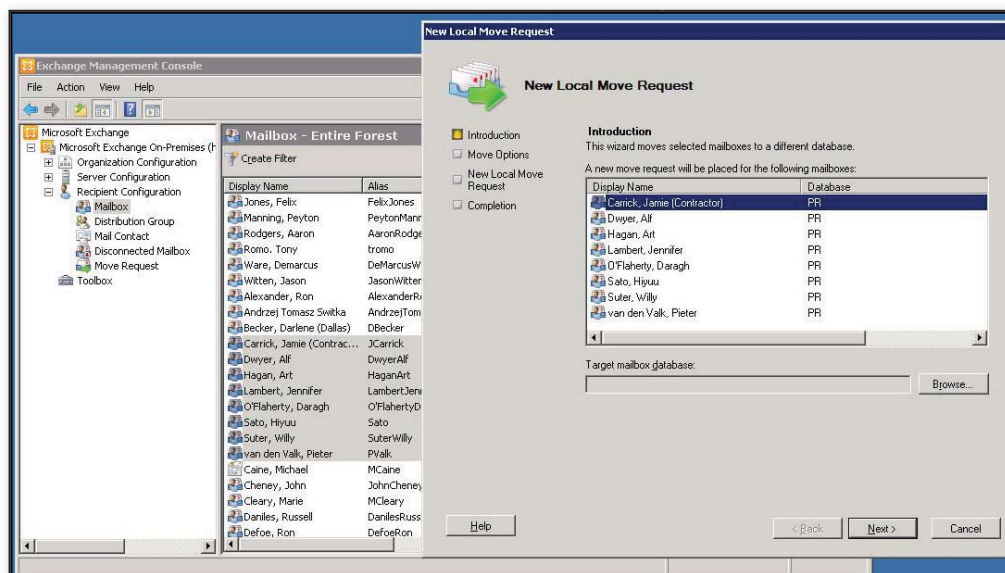 Exchange Management Console
File Action View Help
Microsoft Exchange
Microsoft Exchange On-Premises (
Organization Configuration
Server Configuration
Recipient Configuration
Mailbox
Distribution Group
Mail Contact
Disconnected Mailbox
Move Request
Toolbox
Mailbox - Entire Forest
Create Filter
Display Name Alias
Jones, Felix FelixJones
Manning, Peyton PeytonMann
Rodgers, Aaron AaronRodge
Romo. Tony tromo
Ware, Demarcus DeMarcusW
Witten, Jason JasonWitter
Alexander, Ron AlexanderR
Andrzej Tomasz Switka AndrzejTom
Becker, Darlene (Dallas) DBecker
Carrick, Jamie (Contrac... JCarrick
Dwyer, Alf DwyerAlf
Hagan, Art HaganArt
Lambert, Jennifer LambertJen
O'Flaherty, Daragh O'FlahertyD
Sato, Hiyuu Sato
Suter, Willy SuterWilly
van den Valk, Pieter PValk
Caine, Michael MCaine
Cheney, John JohnCheney
Cleary, Marie MCleary
Daniles, Russell DanilesRuss
Defoe, Ron DefoeRon
New Local Move Request
New Local Move Request
Introduction
Move Options
New Local Move
Request
Completion
Introduction
This wizard moves selected mailboxes to a different database.
A new move request will be placed for the following mailboxes:
Display Name Database
Carrick, Jamie (Contractor) PR
Dwyer, Alf PR
Hagan, Art PR
Lambert, Jennifer PR
O'Flaherty, Daragh PR
Sato, Hiyuu PR
Suter, Willy PR
van den Valk, Pieter PR
Target mailbox database:
Browse...
Help
< Back Next > Cancel